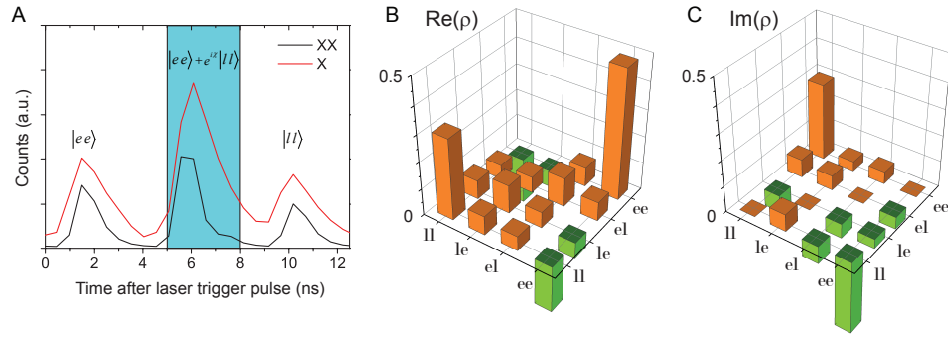 A
XX
X
|ee⟩ + e^{iα}|ll⟩
|ee⟩
|ll⟩
Counts (a.u.)
0 2 4 6 8 10 12
Time after laser trigger pulse (ns)
B
Re(ρ)
0.5
0
ll
le
el
ee
ll
le
el
ee
C
Im(ρ)
0.5
0
ll
le
el
ee
ll
le
el
ee